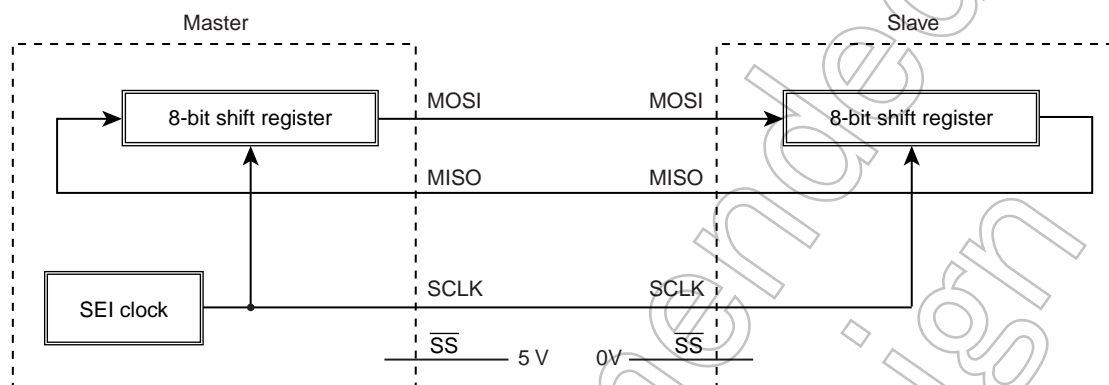 Master
Slave
8-bit shift register
MOSI
MOSI
8-bit shift register
MISO
MISO
SEI clock
SCLK
SCLK
SS
5 V
0V
SS